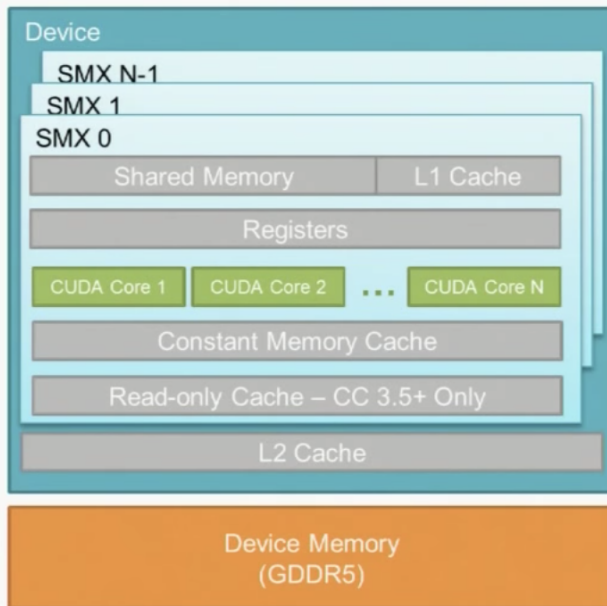 Device
SMX N-1
SMX 1
SMX 0
Shared Memory
L1 Cache
Registers
CUDA Core 1
CUDA Core 2
...
CUDA Core N
Constant Memory Cache
Read-only Cache – CC 3.5+ Only
L2 Cache
Device Memory
(GDDR5)